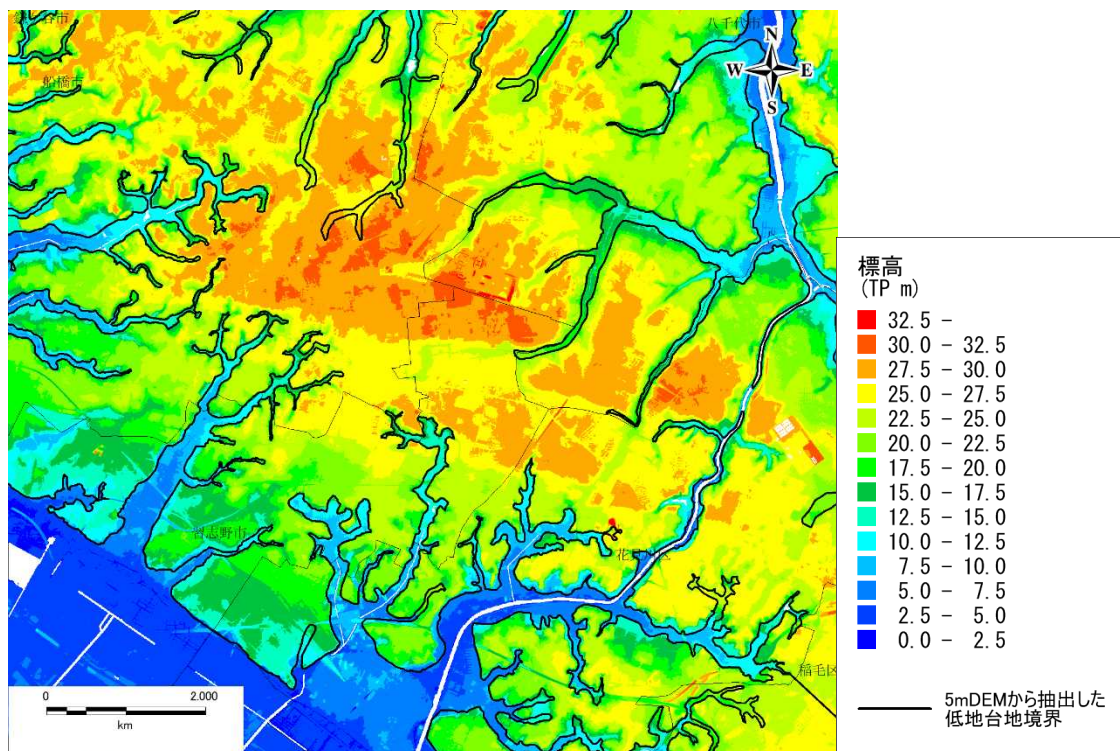 鎌ケ谷市
八千代市
船橋市
N
W
E
S
習志野市
花見川区
稲毛区
0
2.000
km
標高
(TP m)
32.5 -
30.0 - 32.5
27.5 - 30.0
25.0 - 27.5
22.5 - 25.0
20.0 - 22.5
17.5 - 20.0
15.0 - 17.5
12.5 - 15.0
10.0 - 12.5
7.5 - 10.0
5.0 - 7.5
2.5 - 5.0
0.0 - 2.5
5mDEMから抽出した
低地台地境界